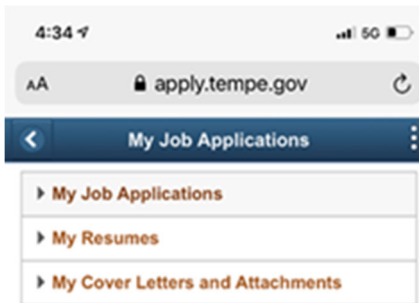 4:34
5G
AA
apply.tempe.gov
My Job Applications
My Job Applications
My Resumes
My Cover Letters and Attachments